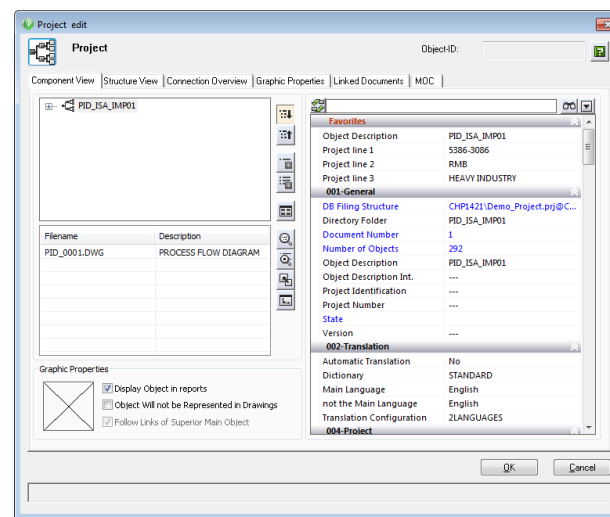 Project edit
Project
Object-ID:
Component View Structure View Connection Overview Graphic Properties Linked Documents MOC
PID_ISA_IMP01
Filename Description
PID_0001.DWG PROCESS FLOW DIAGRAM
Graphic Properties
Display Object in reports
Object Will not be Represented in Drawings
Follow Links of Superior Main Object
Favorites
Object Description PID_ISA_IMP01
Project line 1 5386-3086
Project line 2 RMB
Project line 3 HEAVY INDUSTRY
001-General
DB Filing Structure CHP1421\Demo_Project.prj@C...
Directory Folder PID_ISA_IMP01
Document Number 1
Number of Objects 292
Object Description PID_ISA_IMP01
Object Description Int. ---
Project Identification ---
Project Number ---
State
Version ---
002-Translation
Automatic Translation No
Dictionary STANDARD
Main Language English
not the Main Language English
Translation Configuration 2LANGUAGES
004-Project
OK Cancel